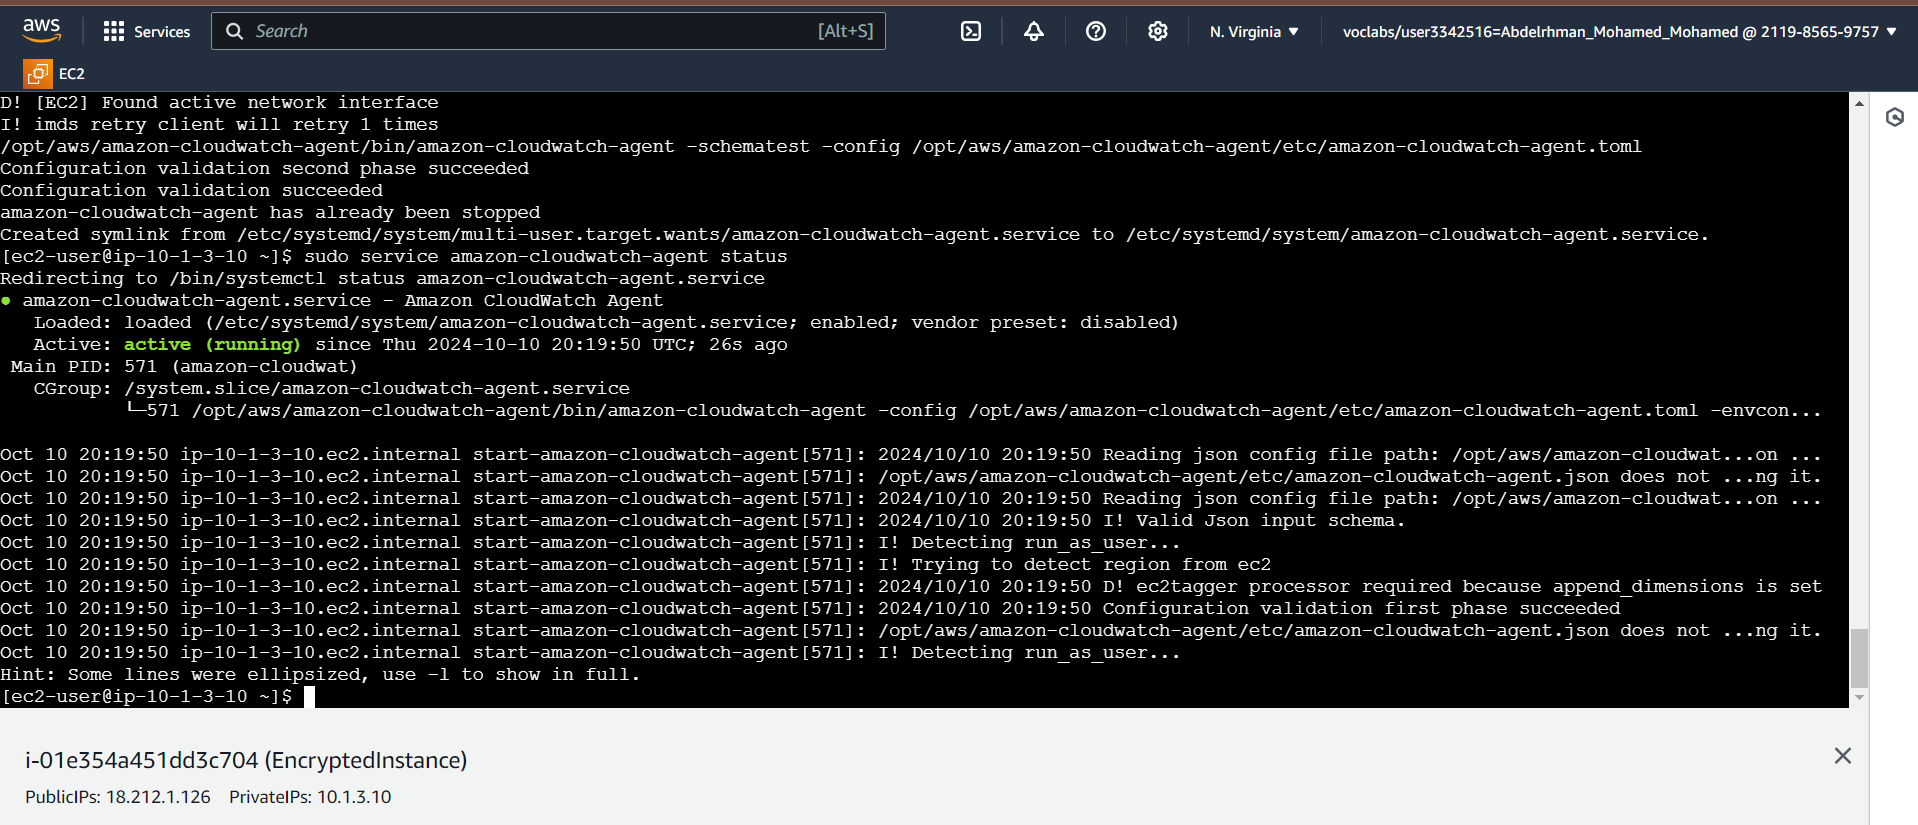 aws
Services
Search
[Alt+S]
N. Virginia
voclabs/user3342516=Abdelrhman_Mohamed_Mohamed @ 2119-8565-9757
EC2
D! [EC2] Found active network interface
I! imds retry client will retry 1 times
/opt/aws/amazon-cloudwatch-agent/bin/amazon-cloudwatch-agent -schematest -config /opt/aws/amazon-cloudwatch-agent/etc/amazon-cloudwatch-agent.toml
Configuration validation second phase succeeded
Configuration validation succeeded
amazon-cloudwatch-agent has already been stopped
Created symlink from /etc/systemd/system/multi-user.target.wants/amazon-cloudwatch-agent.service to /etc/systemd/system/amazon-cloudwatch-agent.service.
[ec2-user@ip-10-1-3-10 ~]$ sudo service amazon-cloudwatch-agent status
Redirecting to /bin/systemctl status amazon-cloudwatch-agent.service
● amazon-cloudwatch-agent.service - Amazon CloudWatch Agent
   Loaded: loaded (/etc/systemd/system/amazon-cloudwatch-agent.service; enabled; vendor preset: disabled)
   Active: active (running) since Thu 2024-10-10 20:19:50 UTC; 26s ago
 Main PID: 571 (amazon-cloudwat)
   CGroup: /system.slice/amazon-cloudwatch-agent.service
           └─571 /opt/aws/amazon-cloudwatch-agent/bin/amazon-cloudwatch-agent -config /opt/aws/amazon-cloudwatch-agent/etc/amazon-cloudwatch-agent.toml -envcon...
Oct 10 20:19:50 ip-10-1-3-10.ec2.internal start-amazon-cloudwatch-agent[571]: 2024/10/10 20:19:50 Reading json config file path: /opt/aws/amazon-cloudwat...on ...
Oct 10 20:19:50 ip-10-1-3-10.ec2.internal start-amazon-cloudwatch-agent[571]: /opt/aws/amazon-cloudwatch-agent/etc/amazon-cloudwatch-agent.json does not ...ng it.
Oct 10 20:19:50 ip-10-1-3-10.ec2.internal start-amazon-cloudwatch-agent[571]: 2024/10/10 20:19:50 Reading json config file path: /opt/aws/amazon-cloudwat...on ...
Oct 10 20:19:50 ip-10-1-3-10.ec2.internal start-amazon-cloudwatch-agent[571]: 2024/10/10 20:19:50 I! Valid Json input schema.
Oct 10 20:19:50 ip-10-1-3-10.ec2.internal start-amazon-cloudwatch-agent[571]: I! Detecting run_as_user...
Oct 10 20:19:50 ip-10-1-3-10.ec2.internal start-amazon-cloudwatch-agent[571]: I! Trying to detect region from ec2
Oct 10 20:19:50 ip-10-1-3-10.ec2.internal start-amazon-cloudwatch-agent[571]: 2024/10/10 20:19:50 D! ec2tagger processor required because append_dimensions is set
Oct 10 20:19:50 ip-10-1-3-10.ec2.internal start-amazon-cloudwatch-agent[571]: 2024/10/10 20:19:50 Configuration validation first phase succeeded
Oct 10 20:19:50 ip-10-1-3-10.ec2.internal start-amazon-cloudwatch-agent[571]: /opt/aws/amazon-cloudwatch-agent/etc/amazon-cloudwatch-agent.json does not ...ng it.
Oct 10 20:19:50 ip-10-1-3-10.ec2.internal start-amazon-cloudwatch-agent[571]: I! Detecting run_as_user...
Hint: Some lines were ellipsized, use -l to show in full.
[ec2-user@ip-10-1-3-10 ~]$
i-01e354a451dd3c704 (EncryptedInstance)
PublicIPs: 18.212.1.126 PrivateIPs: 10.1.3.10